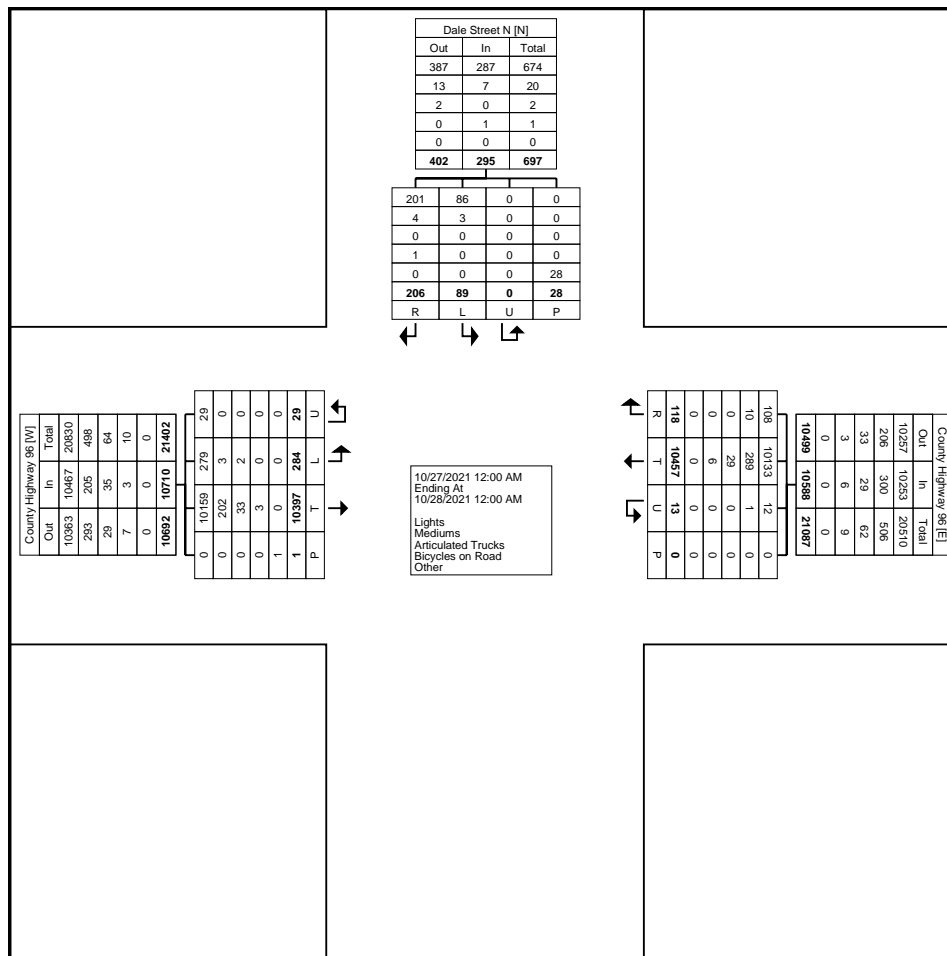 Dale Street N [N]
Out In Total
387 287 674
13 7 20
2 0 2
0 1 1
0 0 0
402 295 697
201 86 0 0
4 3 0 0
0 0 0 0
1 0 0 0
0 0 0 28
206 89 0 28
R L U P
County Highway 96 [W]
Out In Total
10363 10467 20830
293 205 498
29 35 64
7 3 10
0 0 0
10692 10710 21402
0 10159 279 29
0 202 3 0
0 33 2 0
0 3 0 0
1 0 0 0
1 10397 284 29
P T L U
10/27/2021 12:00 AM
Ending At
10/28/2021 12:00 AM
Lights
Mediums
Articulated Trucks
Bicycles on Road
Other
County Highway 96 [E]
Out In Total
10257 10253 20510
206 300 506
33 29 62
3 6 9
0 0 0
10499 10588 21087
108 10133 12 0
10 289 1 0
0 29 0 0
0 6 0 0
0 0 0 0
118 10457 13 0
R T U P